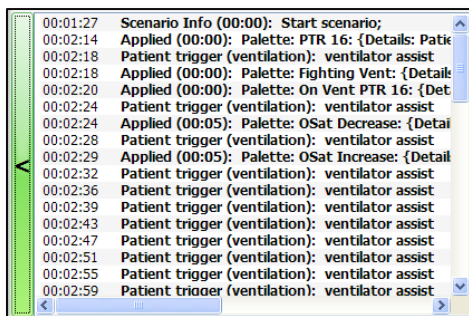 00:01:27 Scenario Info (00:00): Start scenario;
00:02:14 Applied (00:00): Palette: PTR 16: {Details: Patie
00:02:18 Patient trigger (ventilation): ventilator assist
00:02:18 Applied (00:00): Palette: Fighting Vent: {Details
00:02:20 Applied (00:00): Palette: On Vent PTR 16: {Det
00:02:24 Patient trigger (ventilation): ventilator assist
00:02:24 Applied (00:05): Palette: OSat Decrease: {Detai
00:02:28 Patient trigger (ventilation): ventilator assist
00:02:29 Applied (00:05): Palette: OSat Increase: {Detail
00:02:32 Patient trigger (ventilation): ventilator assist
00:02:36 Patient trigger (ventilation): ventilator assist
00:02:39 Patient trigger (ventilation): ventilator assist
00:02:43 Patient trigger (ventilation): ventilator assist
00:02:47 Patient trigger (ventilation): ventilator assist
00:02:51 Patient trigger (ventilation): ventilator assist
00:02:55 Patient trigger (ventilation): ventilator assist
00:02:59 Patient trigger (ventilation): ventilator assist